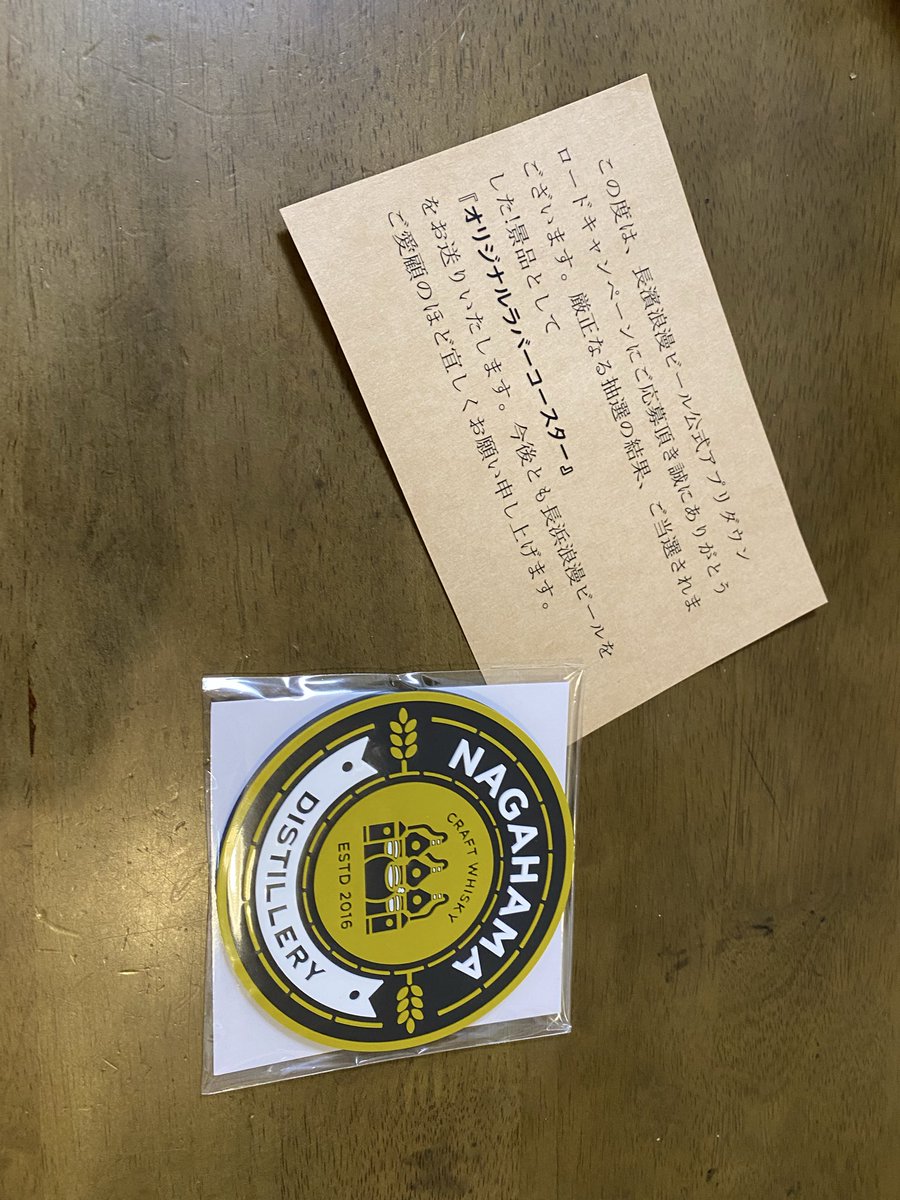 この度は、長濱浪漫ビール公式アプリダウン
ロードキャンペーンにご応募頂き誠にありがとう
ございます。厳正なる抽選の結果、ご当選されま
した!景品として
『オリジナルラバーコースター』
をお送りいたします。今後とも長浜浪漫ビールを
ご愛顧のほど宜しくお願い申し上げます。
NAGAHAMA
CRAFT WHISKY
ESTD 2016
DISTILLERY